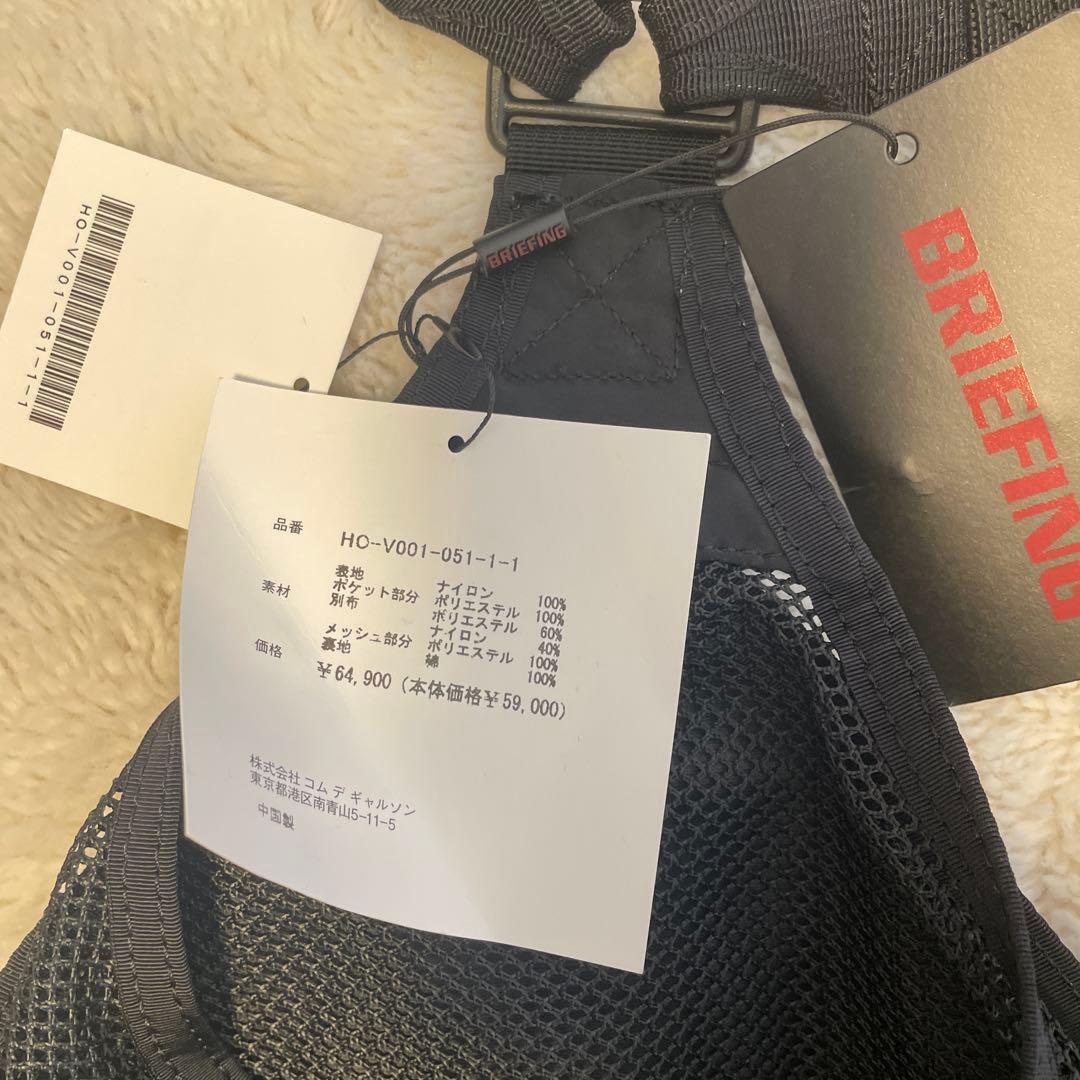 HO-V001-051-1-1
BRIEFING
BRIEFING
品番 HO-V001-051-1-1
素材 表地 ナイロン 100%
ポケット部分 ポリエステル 100%
別布 ポリエステル 60%
ナイロン 40%
メッシュ部分 ポリエステル 100%
裏地 綿 100%
価格 ¥64,900 (本体価格¥59,000)
株式会社 コム デ ギャルソン
東京都港区南青山5-11-5
中国製